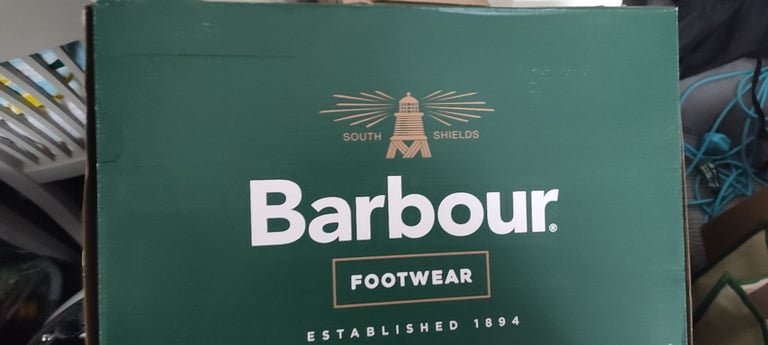 SOUTH SHIELDS
Barbour®
FOOTWEAR
ESTABLISHED 1894